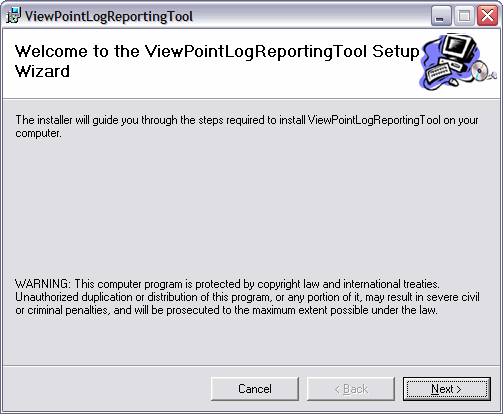 ViewPointLogReportingTool
Welcome to the ViewPointLogReportingTool Setup
Wizard
The installer will guide you through the steps required to install ViewPointLogReportingTool on your
computer.
WARNING: This computer program is protected by copyright law and international treaties.
Unauthorized duplication or distribution of this program, or any portion of it, may result in severe civil
or criminal penalties, and will be prosecuted to the maximum extent possible under the law.
Cancel
< Back
Next >